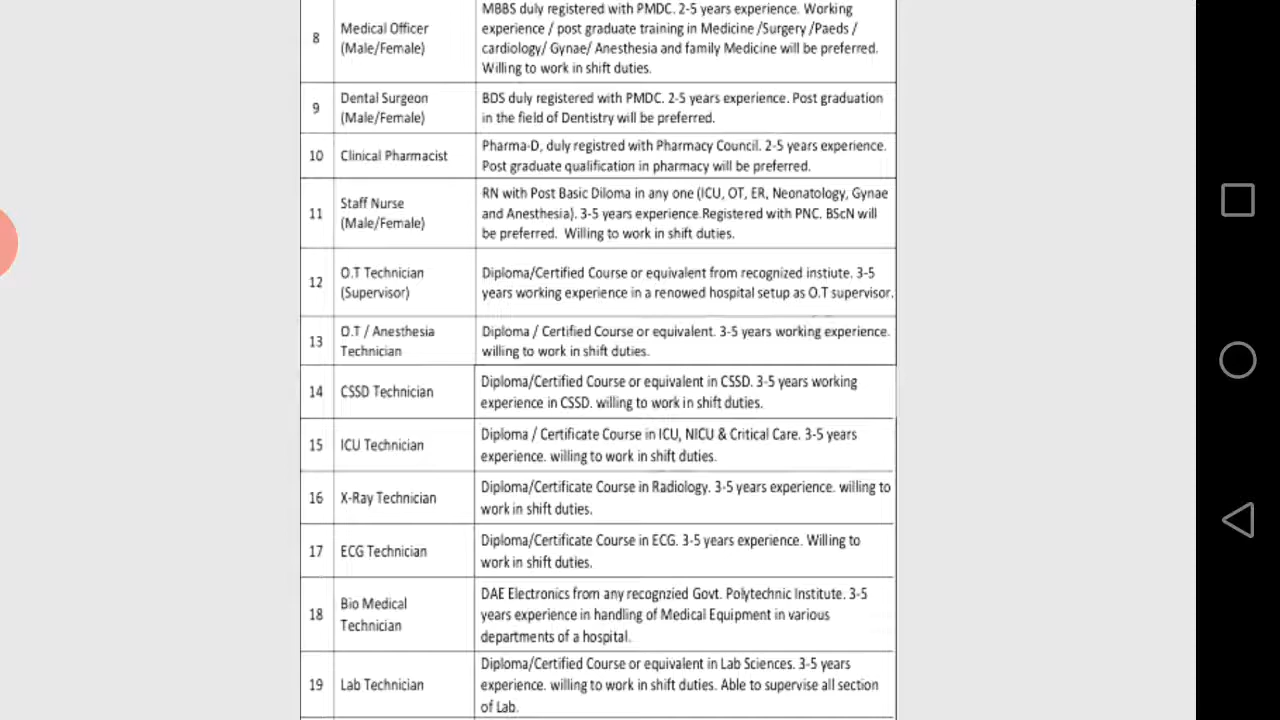 8
Medical Officer
(Male/Female)
MBBS duly registered with PMDC. 2-5 years experience. Working
experience / post graduate training in Medicine /Surgery /Paeds /
cardiology/ Gynae/ Anesthesia and family Medicine will be preferred.
Willing to work in shift duties.
9
Dental Surgeon
(Male/Female)
BDS duly registered with PMDC. 2-5 years experience. Post graduation
in the field of Dentistry will be preferred.
10
Clinical Pharmacist
Pharma-D, duly registred with Pharmacy Council. 2-5 years experience.
Post graduate qualification in pharmacy will be preferred.
11
Staff Nurse
(Male/Female)
RN with Post Basic Diloma in any one (ICU, OT, ER, Neonatology, Gynae
and Anesthesia). 3-5 years experience.Registered with PNC. BScN will
be preferred. Willing to work in shift duties.
12
O.T Technician
(Supervisor)
Diploma/Certified Course or equivalent from recognized instiute. 3-5
years working experience in a renowed hospital setup as O.T supervisor.
13
O.T / Anesthesia
Technician
Diploma / Certified Course or equivalent. 3-5 years working experience.
willing to work in shift duties.
14
CSSD Technician
Diploma/Certified Course or equivalent in CSSD. 3-5 years working
experience in CSSD. willing to work in shift duties.
15
ICU Technician
Diploma / Certificate Course in ICU, NICU & Critical Care. 3-5 years
experience. willing to work in shift duties.
16
X-Ray Technician
Diploma/Certificate Course in Radiology. 3-5 years experience. willing to
work in shift duties.
17
ECG Technician
Diploma/Certificate Course in ECG. 3-5 years experience. Willing to
work in shift duties.
18
Bio Medical
Technician
DAE Electronics from any recognzied Govt. Polytechnic Institute. 3-5
years experience in handling of Medical Equipment in various
departments of a hospital.
19
Lab Technician
Diploma/Certified Course or equivalent in Lab Sciences. 3-5 years
experience. willing to work in shift duties. Able to supervise all section
of Lab.